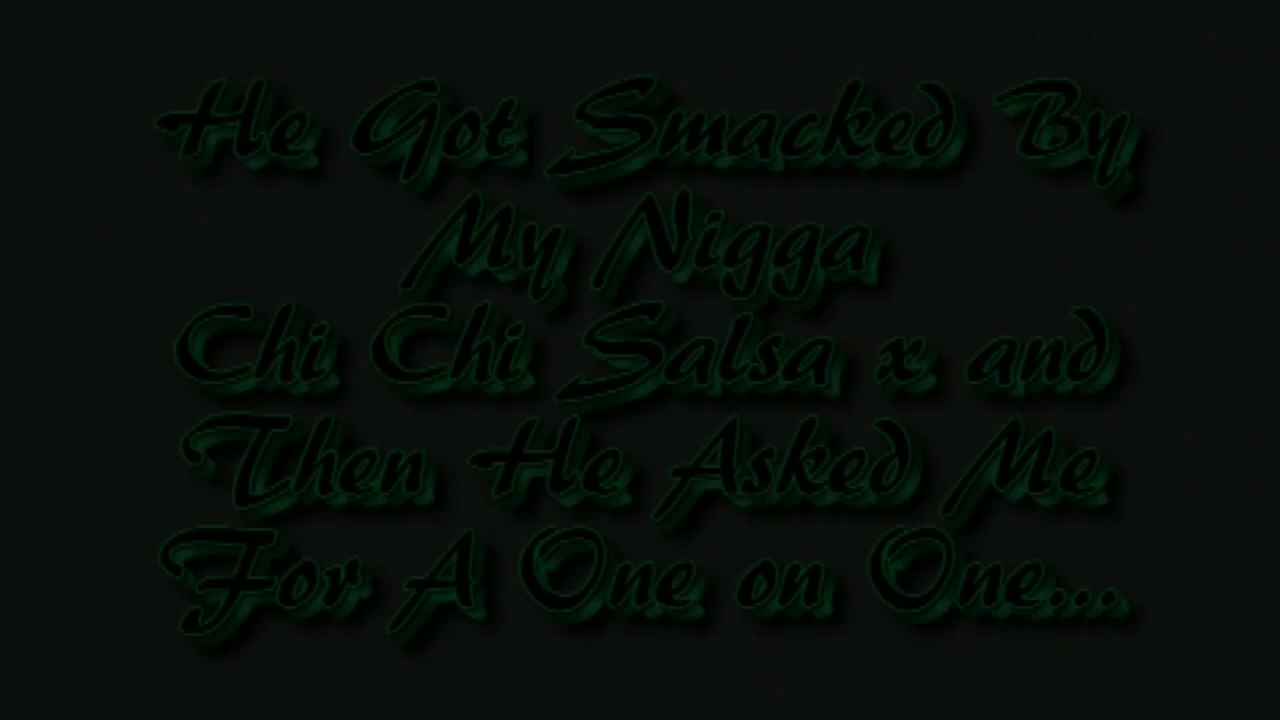 He Got Smacked By
My Nigga
Chi Chi Salsa x and
Then He Asked Me
For A One on One...